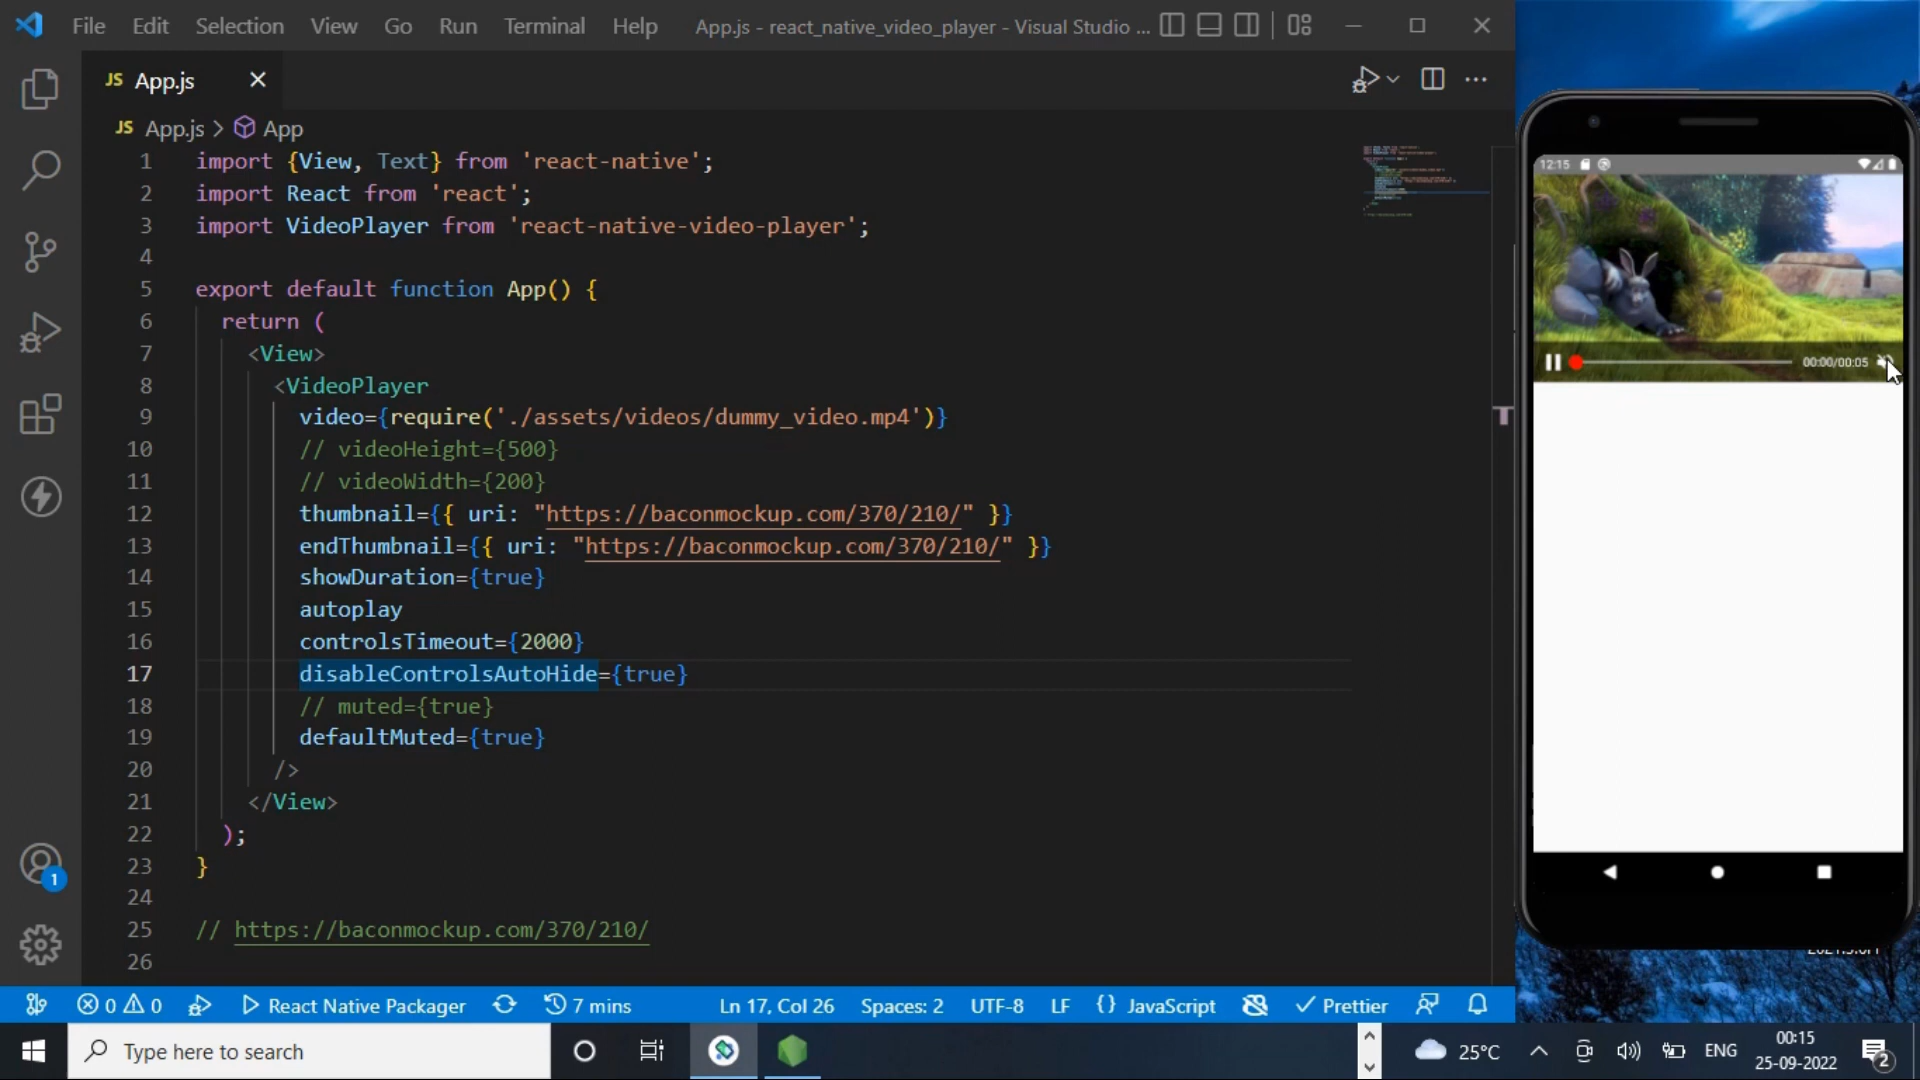 File Edit Selection View Go Run Terminal Help App.js - react_native_video_player - Visual Studio ...
JS App.js
JS App.js > App
1 import {View, Text} from 'react-native';
2 import React from 'react';
3 import VideoPlayer from 'react-native-video-player';
4
5 export default function App() {
6 return (
7 <View>
8 <VideoPlayer
9 video={require('./assets/videos/dummy_video.mp4')}
10 // videoHeight={500}
11 // videoWidth={200}
12 thumbnail={{ uri: "https://baconmockup.com/370/210/" }}
13 endThumbnail={{ uri: "https://baconmockup.com/370/210/" }}
14 showDuration={true}
15 autoplay
16 controlsTimeout={2000}
17 disableControlsAutoHide={true}
18 // muted={true}
19 defaultMuted={true}
20 />
21 </View>
22 );
23 }
24
25 // https://baconmockup.com/370/210/
26
1
0 0 React Native Packager 7 mins Ln 17, Col 26 Spaces: 2 UTF-8 LF {} JavaScript Prettier
12:15
00:00/00:05
Type here to search
25°C ENG
00:15
25-09-2022
2